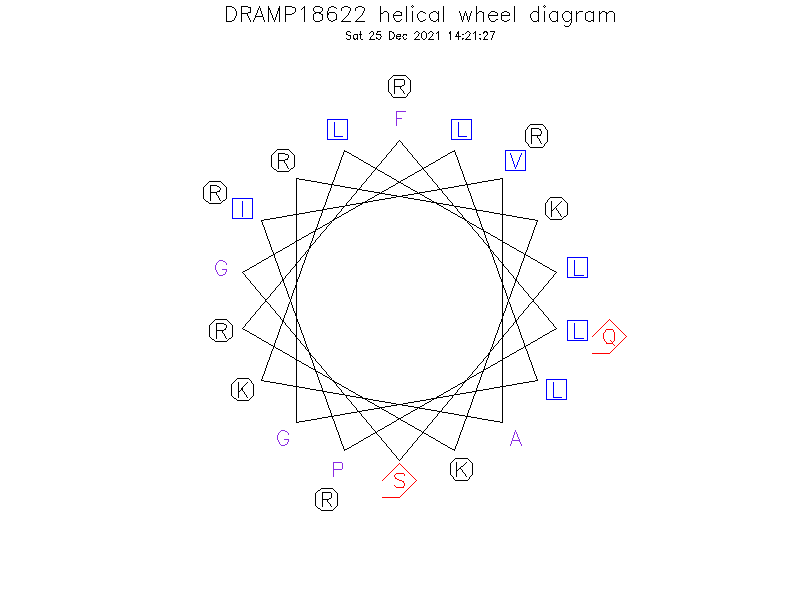 DRAMP18622 helical wheel diagram
Sat 25 Dec 2021 14:21:27
R
F
L L
R
R V
R I K
G L
R L Q
K L
G A
P S K
R